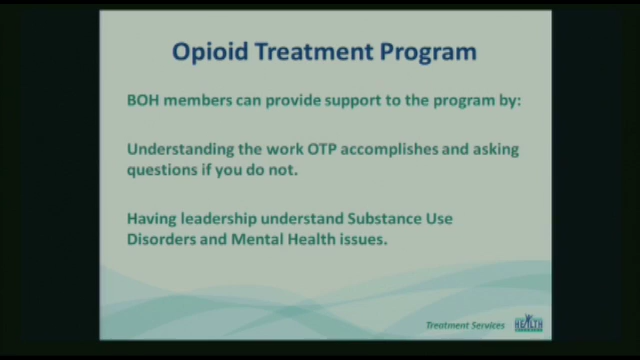 Opioid Treatment Program
BOH members can provide support to the program by:
Understanding the work OTP accomplishes and asking
questions if you do not.
Having leadership understand Substance Use
Disorders and Mental Health issues.
Treatment Services
HEALTH